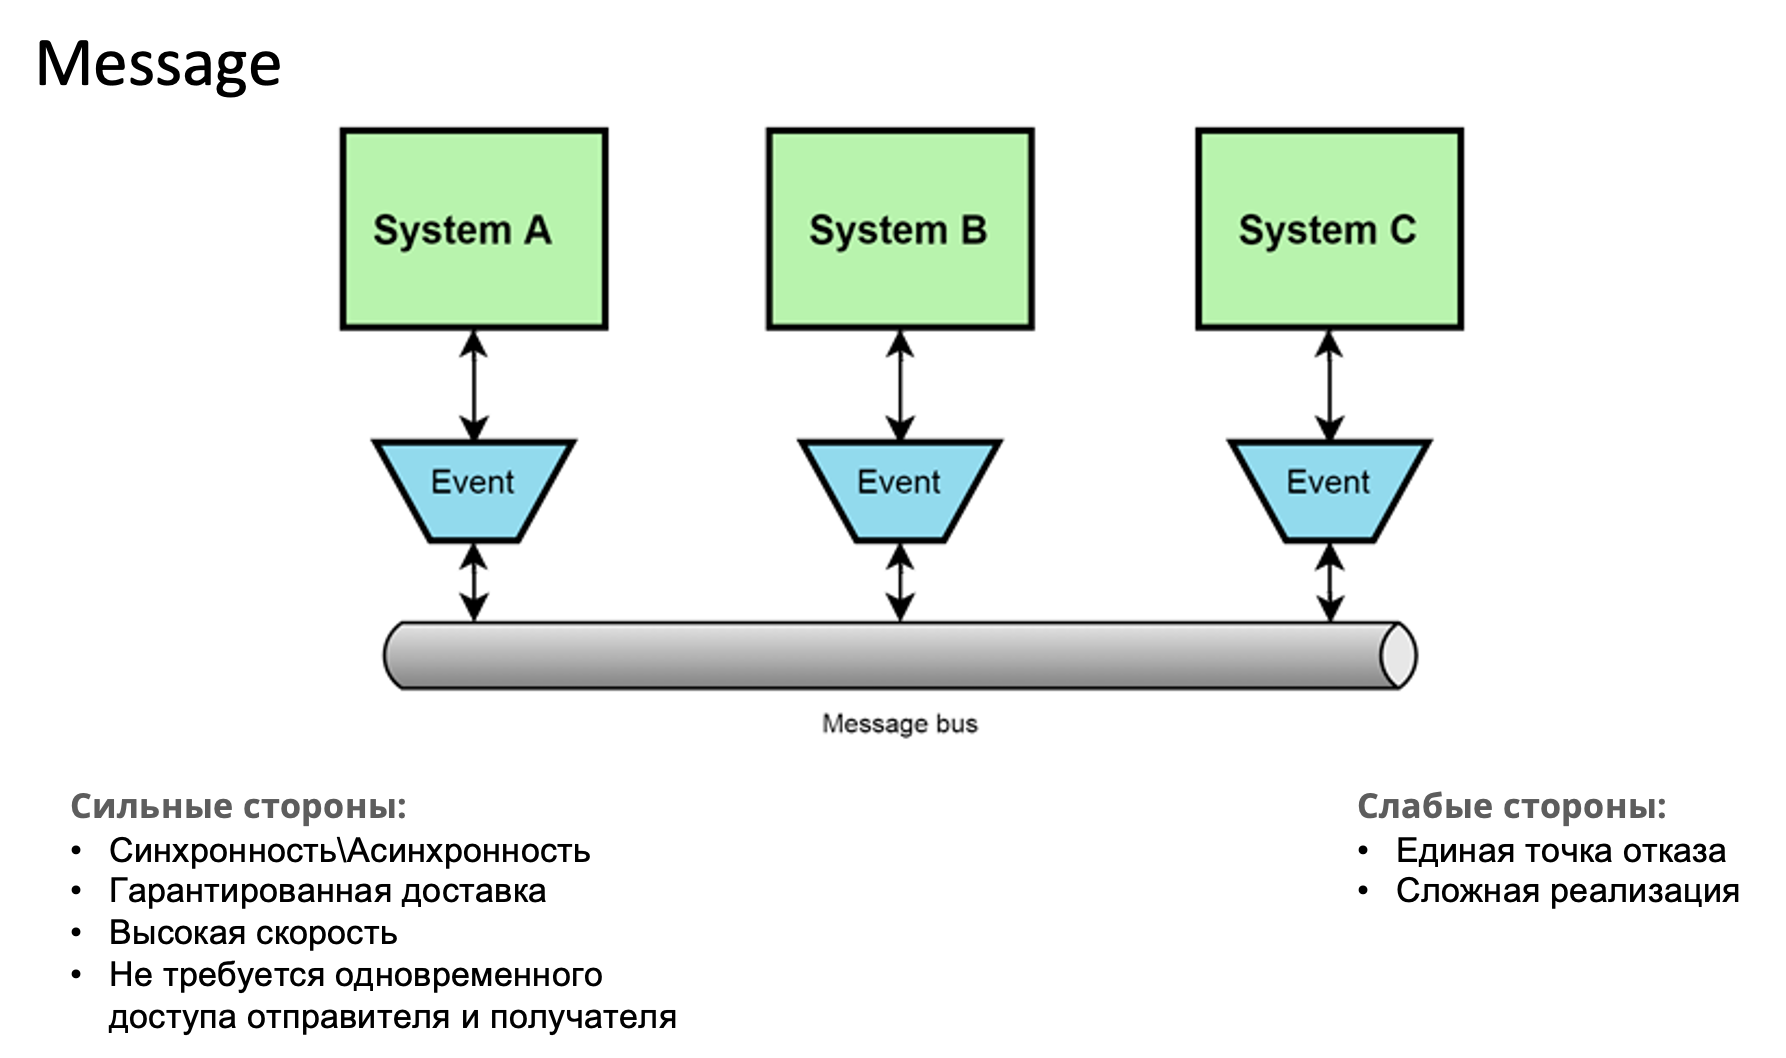 Message
System A
System B
System C
Event
Event
Event
Message bus
Сильные стороны:
• Синхронность\Асинхронность
• Гарантированная доставка
• Высокая скорость
• Не требуется одновременного
доступа отправителя и получателя
Слабые стороны:
• Единая точка отказа
• Сложная реализация